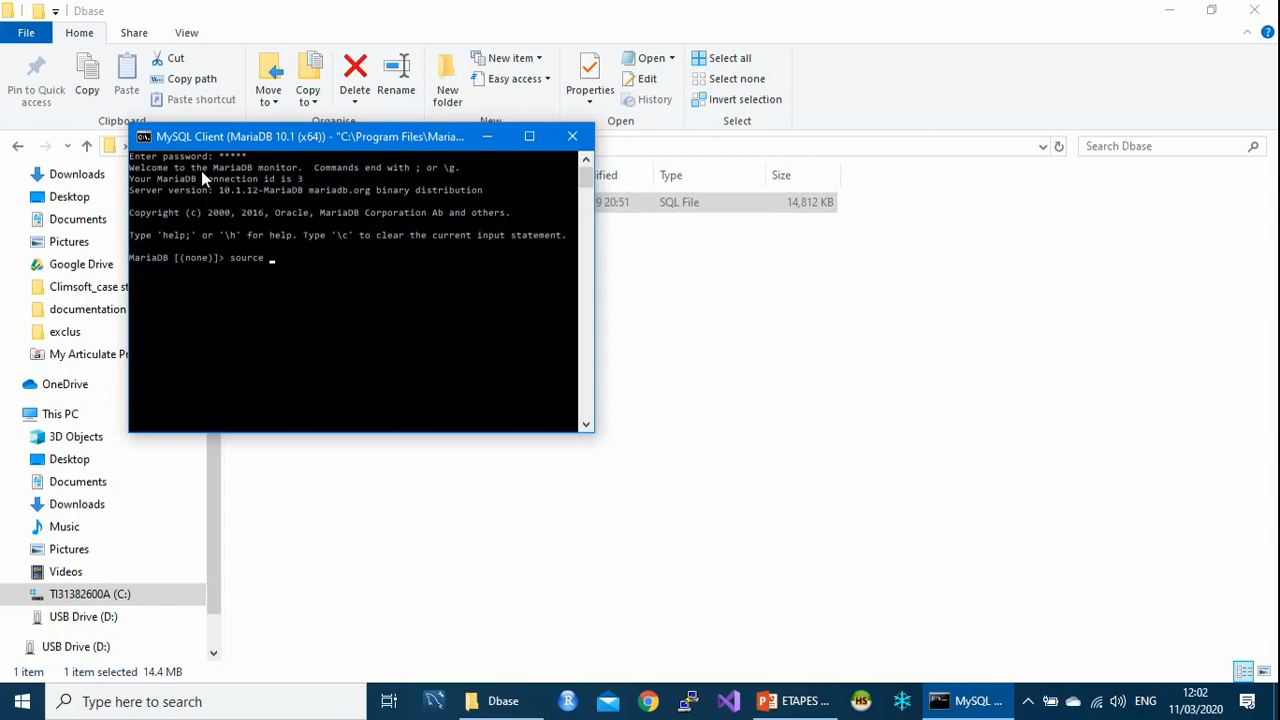 Dbase
File
Home
Share
View
Pin to Quick access
Copy
Paste
Cut
Copy path
Paste shortcut
Clipboard
Move to
Copy to
Delete
Rename
Organise
New folder
New item
Easy access
New
Properties
Open
Edit
History
Open
Select all
Select none
Invert selection
Select
Search Dbase
MySQL Client (MariaDB 10.1 (x64)) - "C:\Program Files\Maria...
Enter password: *****
Welcome to the MariaDB monitor.  Commands end with ; or \g.
Your MariaDB connection id is 3
Server version: 10.1.12-MariaDB mariadb.org binary distribution
Copyright (c) 2000, 2016, Oracle, MariaDB Corporation Ab and others.
Type 'help;' or '\h' for help. Type '\c' to clear the current input statement.
MariaDB [(none)]> source _
Type
Size
9 20:51
SQL File
14,812 KB
Downloads
Desktop
Documents
Pictures
Google Drive
Climsoft_case st
documentation
exclus
My Articulate Pr
OneDrive
This PC
3D Objects
Desktop
Documents
Downloads
Music
Pictures
Videos
TI31382600A (C:)
USB Drive (D:)
USB Drive (D:)
1 item
1 item selected
14.4 MB
Type here to search
Dbase
ETAPES ...
MySQL ...
ENG
12:02
11/03/2020